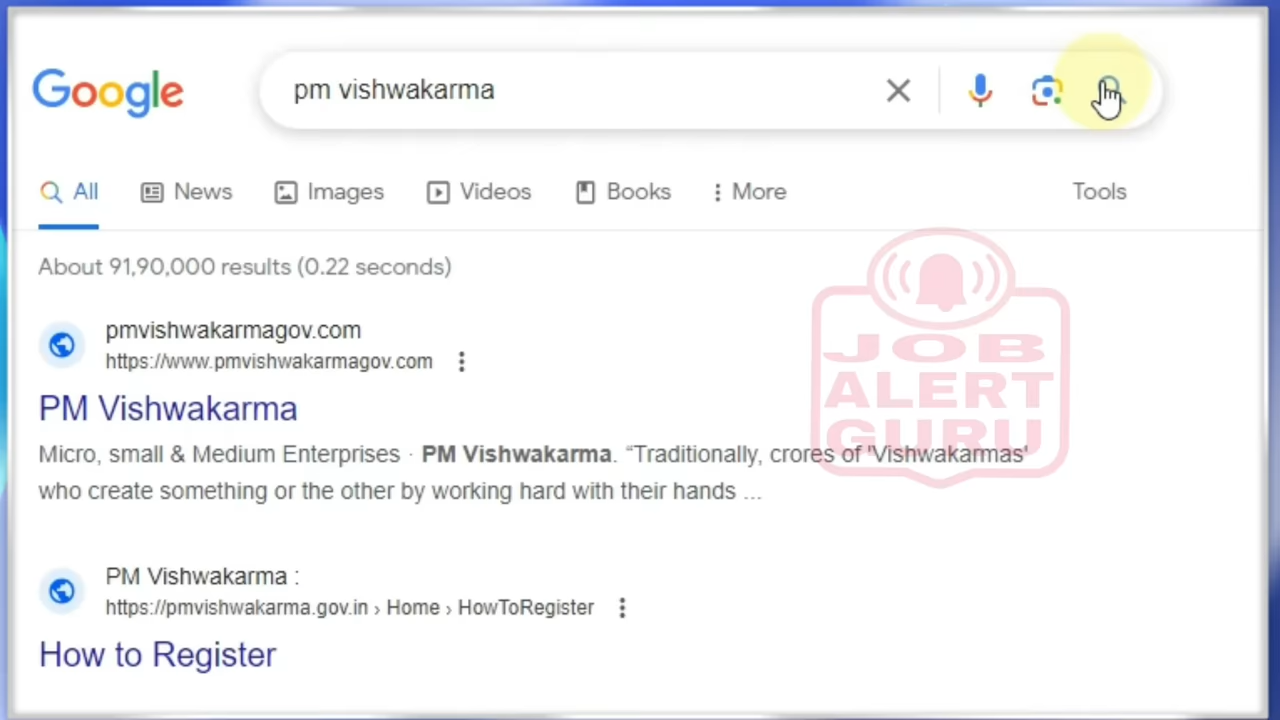 Google
pm vishwakarma
All News Images Videos Books More Tools
About 91,90,000 results (0.22 seconds)
pmvishwakarmagov.com
https://www.pmvishwakarmagov.com
PM Vishwakarma
Micro, small & Medium Enterprises · PM Vishwakarma. “Traditionally, crores of 'Vishwakarmas'
who create something or the other by working hard with their hands ...
JOB
ALERT
GURU
PM Vishwakarma :
https://pmvishwakarma.gov.in › Home › HowToRegister
How to Register